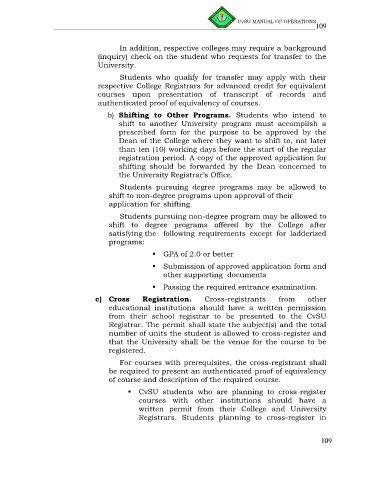 CvSU MANUAL OF OPERATIONS
109
In addition, respective colleges may require a background
(inquiry) check on the student who requests for transfer to the
University.
Students who qualify for transfer may apply with their
respective College Registrars for advanced credit for equivalent
courses upon presentation of transcript of records and
authenticated proof of equivalency of courses.
b) Shifting to Other Programs. Students who intend to
shift to another University program must accomplish a
prescribed form for the purpose to be approved by the
Dean of the College where they want to shift to, not later
than ten (10) working days before the start of the regular
registration period. A copy of the approved application for
shifting should be forwarded by the Dean concerned to
the University Registrar's Office.
Students pursuing degree programs may be allowed to
shift to non-degree programs upon approval of their
application for shifting.
Students pursuing non-degree program may be allowed to
shift to degree programs offered by the College after
satisfying the following requirements except for ladderized
programs:
▪ GPA of 2.0 or better
▪ Submission of approved application form and
other supporting documents
▪ Passing the required entrance examination.
c) Cross Registration. Cross-registrants from other
educational institutions should have a written permission
from their school registrar to be presented to the CvSU
Registrar. The permit shall state the subject(s) and the total
number of units the student is allowed to cross-register and
that the University shall be the venue for the course to be
registered.
For courses with prerequisites, the cross-registrant shall
be required to present an authenticated proof of equivalency
of course and description of the required course.
▪ CvSU students who are planning to cross-register
courses with other institutions should have a
written permit from their College and University
Registrars. Students planning to cross-register in
109